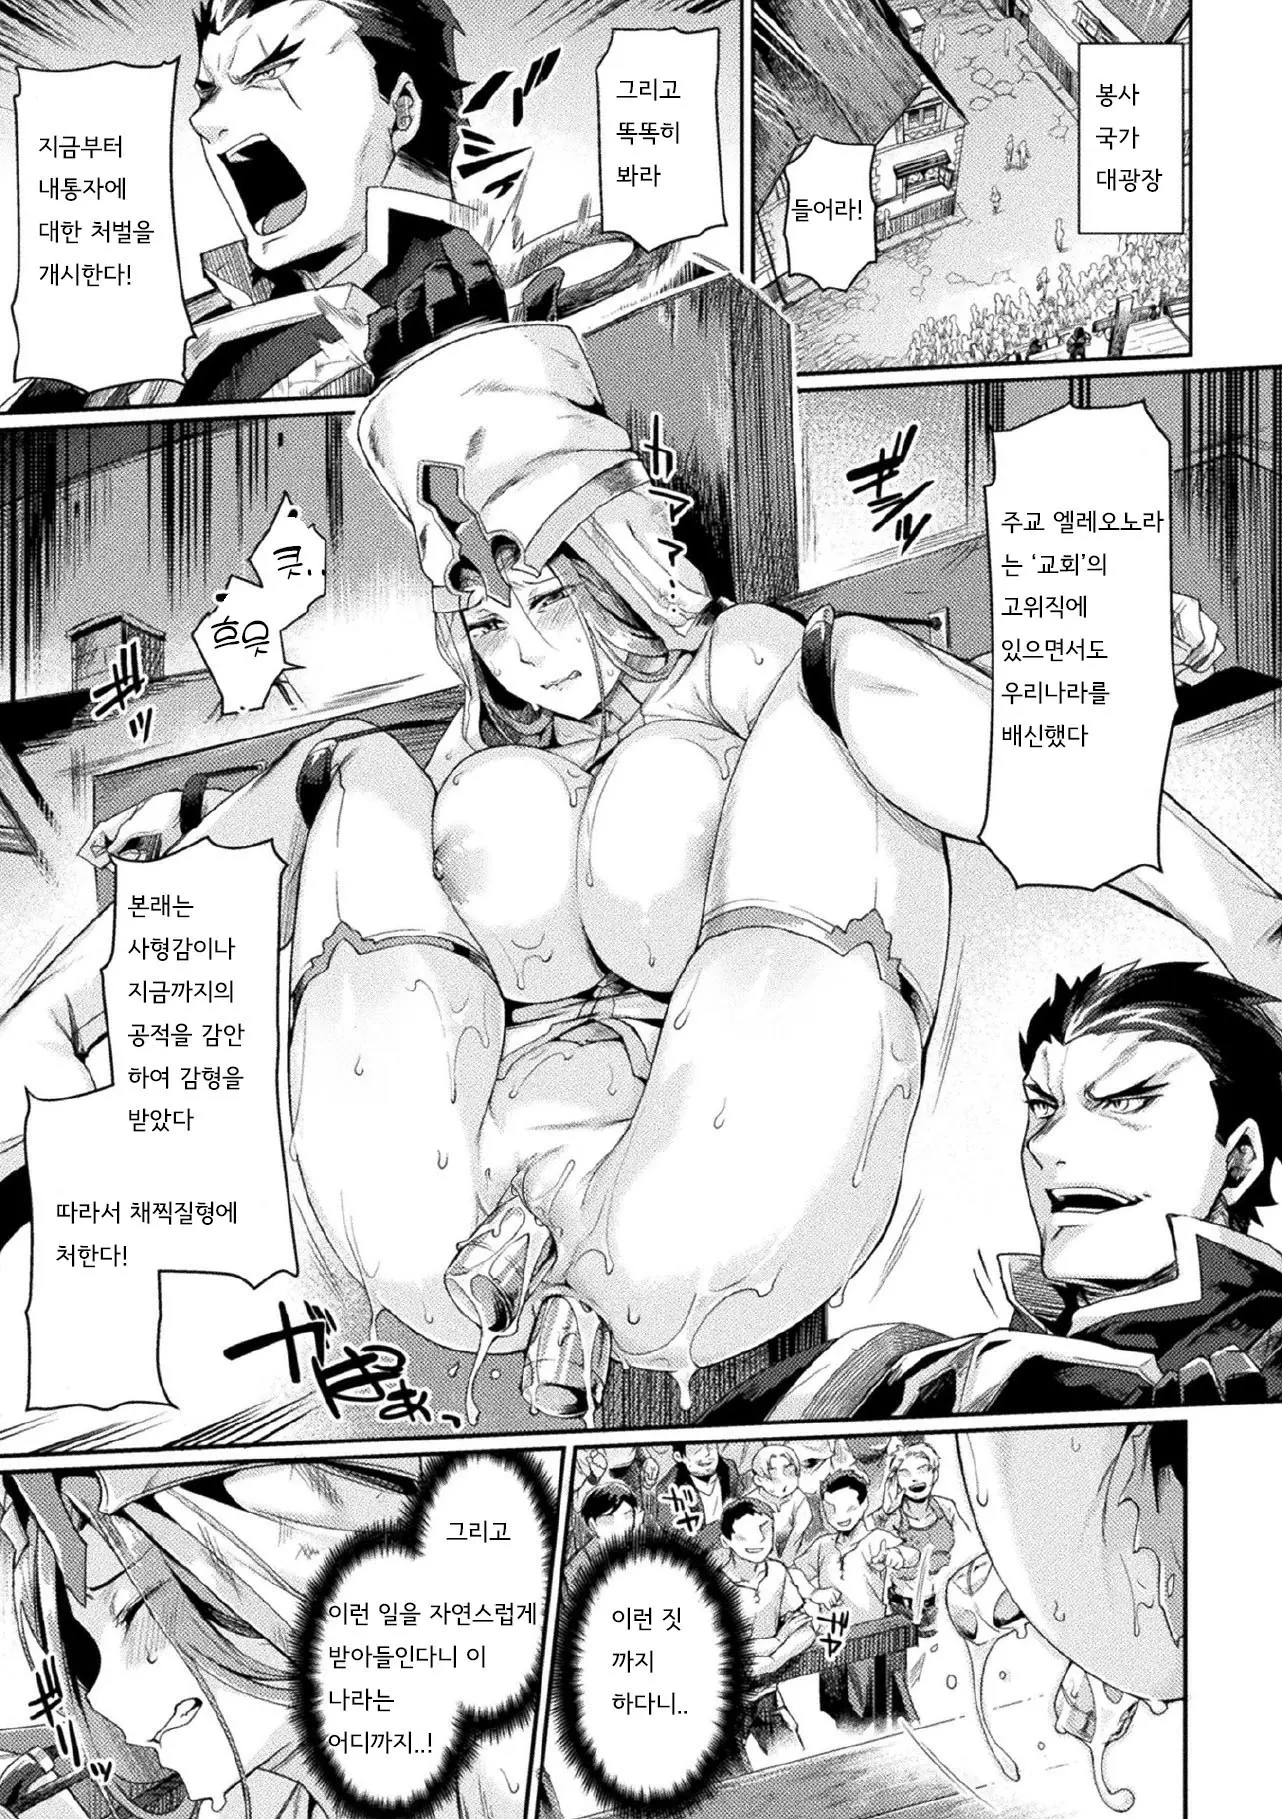 봉사
국가
대광장
들어라!
그리고
똑똑히
봐라
지금부터
내통자에
대한 처벌을
개시한다!
주교 엘레오노라
는 '교회'의
고위직에
있으면서도
우리나라를
배신했다
큿..
흐읏
본래는
사형감이나
지금까지의
공적을 감안
하여 감형을
받았다
따라서 채찍질형에
처한다!
이런 짓
까지
하다니..
그리고
이런 일을 자연스럽게
받아들인다니 이
나라는
어디까지..!